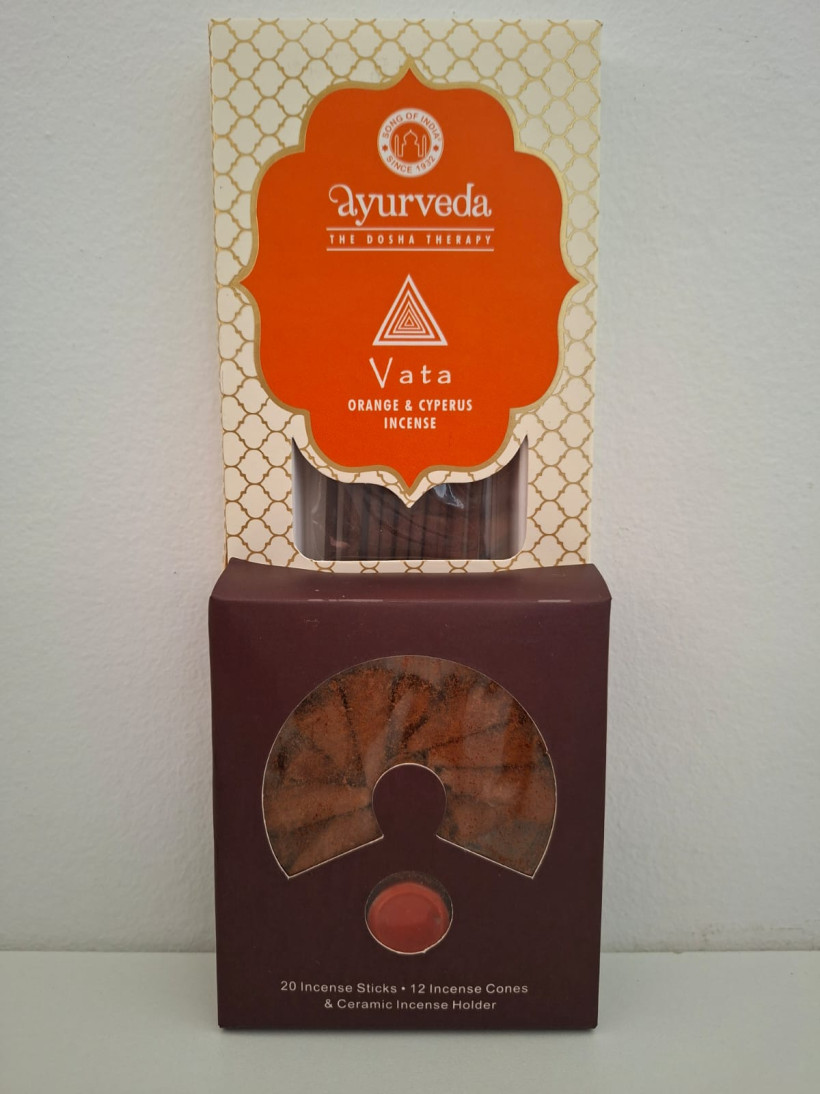 SONG OF INDIA®
SINCE 1932
ayurveda
THE DOSHA THERAPY
Vata
ORANGE & CYPERUS
INCENSE
20 Incense Sticks • 12 Incense Cones
& Ceramic Incense Holder